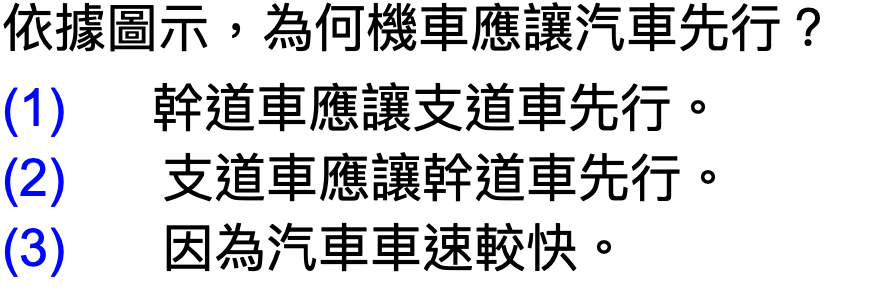 依據圖示，為何機車應讓汽車先行？
(1) 幹道車應讓支道車先行。
(2) 支道車應讓幹道車先行。
(3) 因為汽車車速較快。